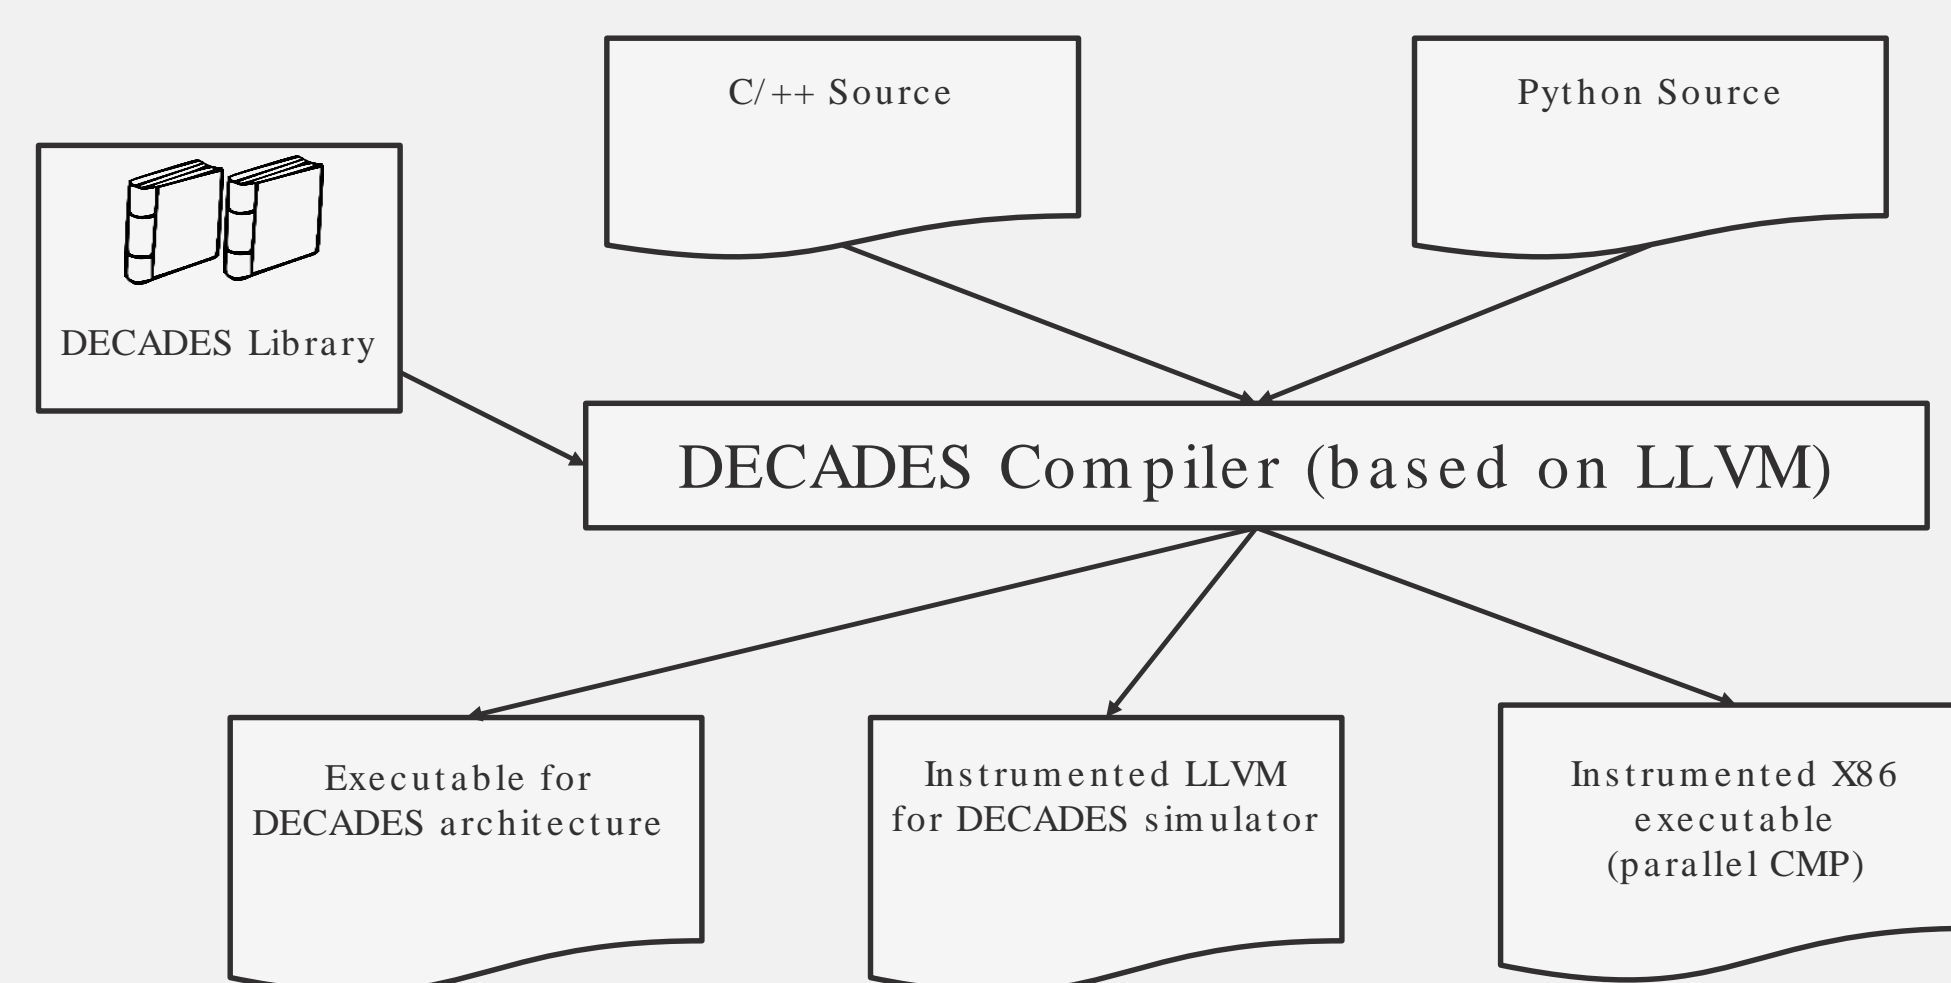 C/++ Source
Python Source
DECADES Library
DECADES Compiler (based on LLVM)
Executable for
DECADES architecture
Instrumented LLVM
for DECADES simulator
Instrumented X86
executable
(parallel CMP)